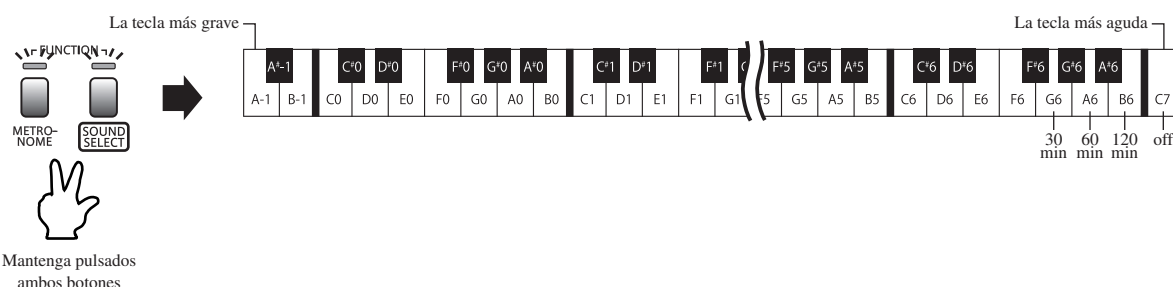 La tecla más grave
La tecla más aguda
FUNCTION
METRO-
NOME
SOUND
SELECT
A#-1 C#0 D#0 F#0 G#0 A#0 C#1 D#1 F#1 F#5 G#5 A#5 C#6 D#6 F#6 G#6 A#6
A-1 B-1 C0 D0 E0 F0 G0 A0 B0 C1 D1 E1 F1 G1 F5 G5 A5 B5 C6 D6 E6 F6 G6 A6 B6 C7
30 60 120 off
min min min
Mantenga pulsados
ambos botones